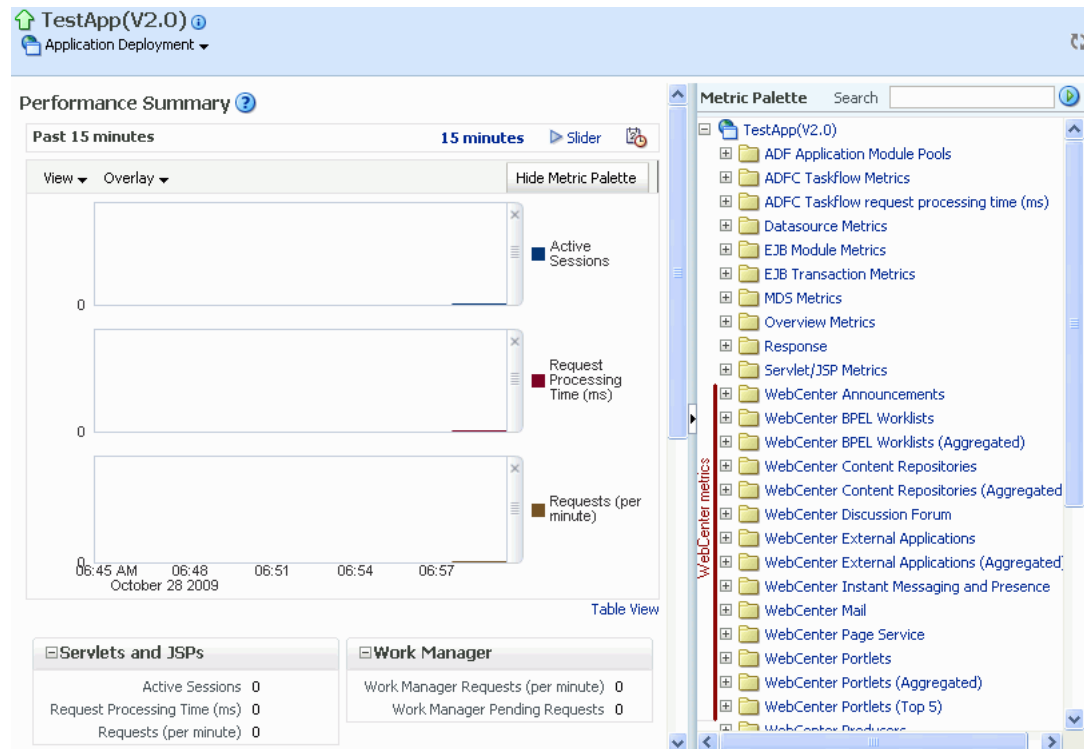 TestApp(V2.0)
Application Deployment
Performance Summary
Past 15 minutes
15 minutes
Slider
View
Overlay
Hide Metric Palette
Active
Sessions
0
Request
Processing
Time (ms)
0
Requests (per
minute)
0
06:45 AM
06:48
06:51
06:54
06:57
October 28 2009
Table View
Servlets and JSPs
Active Sessions 0
Request Processing Time (ms) 0
Requests (per minute) 0
Work Manager
Work Manager Requests (per minute) 0
Work Manager Pending Requests 0
Metric Palette
Search
TestApp(V2.0)
ADF Application Module Pools
ADFC Taskflow Metrics
ADFC Taskflow request processing time (ms)
Datasource Metrics
EJB Module Metrics
EJB Transaction Metrics
MDS Metrics
Overview Metrics
Response
Servlet/JSP Metrics
WebCenter metrics
WebCenter Announcements
WebCenter BPEL Worklists
WebCenter BPEL Worklists (Aggregated)
WebCenter Content Repositories
WebCenter Content Repositories (Aggregated
WebCenter Discussion Forum
WebCenter External Applications
WebCenter External Applications (Aggregated)
WebCenter Instant Messaging and Presence
WebCenter Mail
WebCenter Page Service
WebCenter Portlets
WebCenter Portlets (Aggregated)
WebCenter Portlets (Top 5)
WebCenter Producers